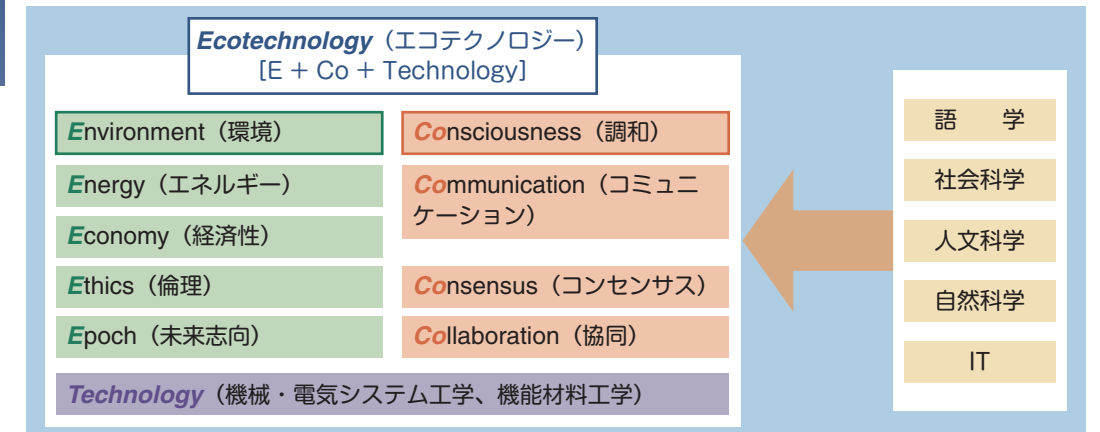 Ecotechnology（エコテクノロジー）
[E + Co + Technology]
Environment（環境）
Energy（エネルギー）
Economy（経済性）
Ethics（倫理）
Epoch（未来志向）
Consciousness（調和）
Communication（コミュニ
ケーション）
Consensus（コンセンサス）
Collaboration（協同）
Technology（機械・電気システム工学、機能材料工学）
語　　学
社会科学
人文科学
自然科学
IT